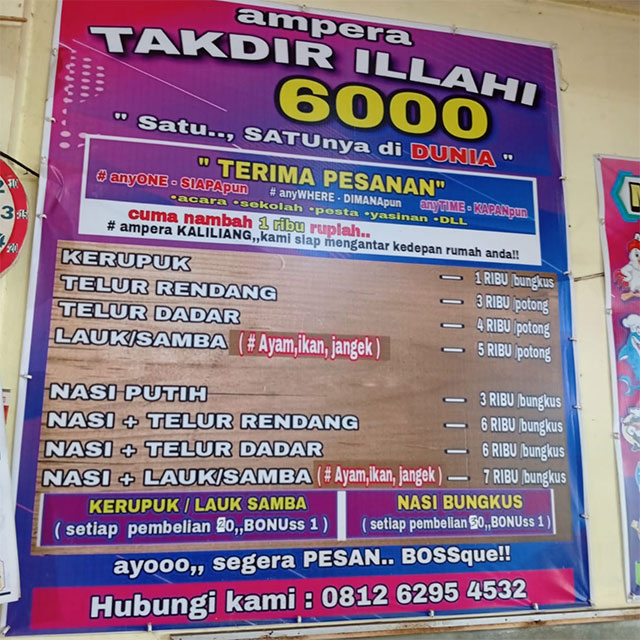 ampera
TAKDIR ILLAHI
6000
" Satu.., SATUnya di DUNIA "
" TERIMA PESANAN"
# anyONE - SIAPApun # anyWHERE - DIMANApun anyTIME - KAPANpun
•acara •sekolah •pesta •yasinan •DLL
cuma nambah 1 ribu rupiah..
# ampera KALILIANG,,kami siap mengantar kedepan rumah anda!!
KERUPUK — 1 RIBU /bungkus
TELUR RENDANG — 3 RIBU /potong
TELUR DADAR — 4 RIBU /potong
LAUK/SAMBA ( # Ayam,ikan, jangek ) — 5 RIBU /potong
NASI PUTIH — 3 RIBU /bungkus
NASI + TELUR RENDANG — 6 RIBU /bungkus
NASI + TELUR DADAR — 6 RIBU /bungkus
NASI + LAUK/SAMBA ( # Ayam,ikan, jangek ) — 7 RIBU /bungkus
KERUPUK / LAUK SAMBA
( setiap pembelian 20,,BONUss 1 )
NASI BUNGKUS
( setiap pembelian 30,,BONUss 1 )
ayooo,, segera PESAN.. BOSSque!!
Hubungi kami : 0812 6295 4532